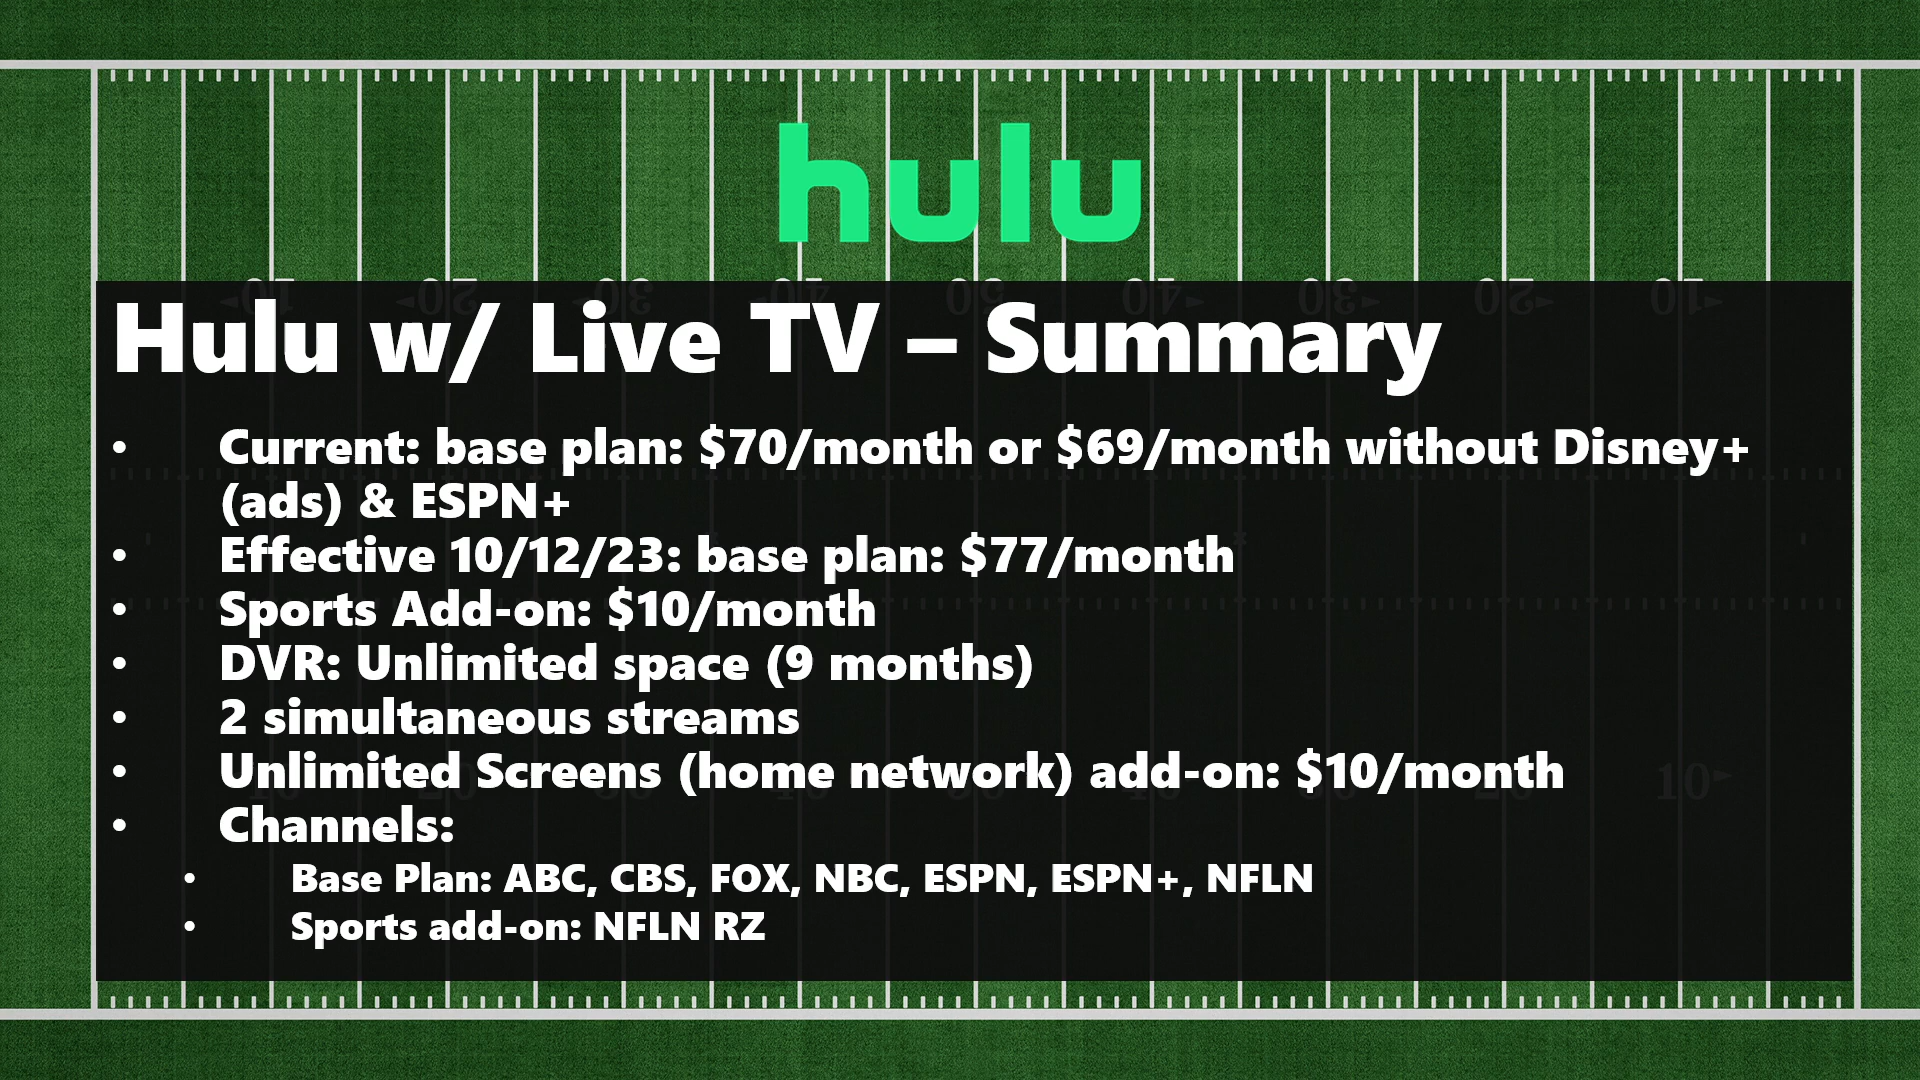 hulu
Hulu w/ Live TV – Summary
• Current: base plan: $70/month or $69/month without Disney+
(ads) & ESPN+
• Effective 10/12/23: base plan: $77/month
• Sports Add-on: $10/month
• DVR: Unlimited space (9 months)
• 2 simultaneous streams
• Unlimited Screens (home network) add-on: $10/month
• Channels:
• Base Plan: ABC, CBS, FOX, NBC, ESPN, ESPN+, NFLN
• Sports add-on: NFLN RZ